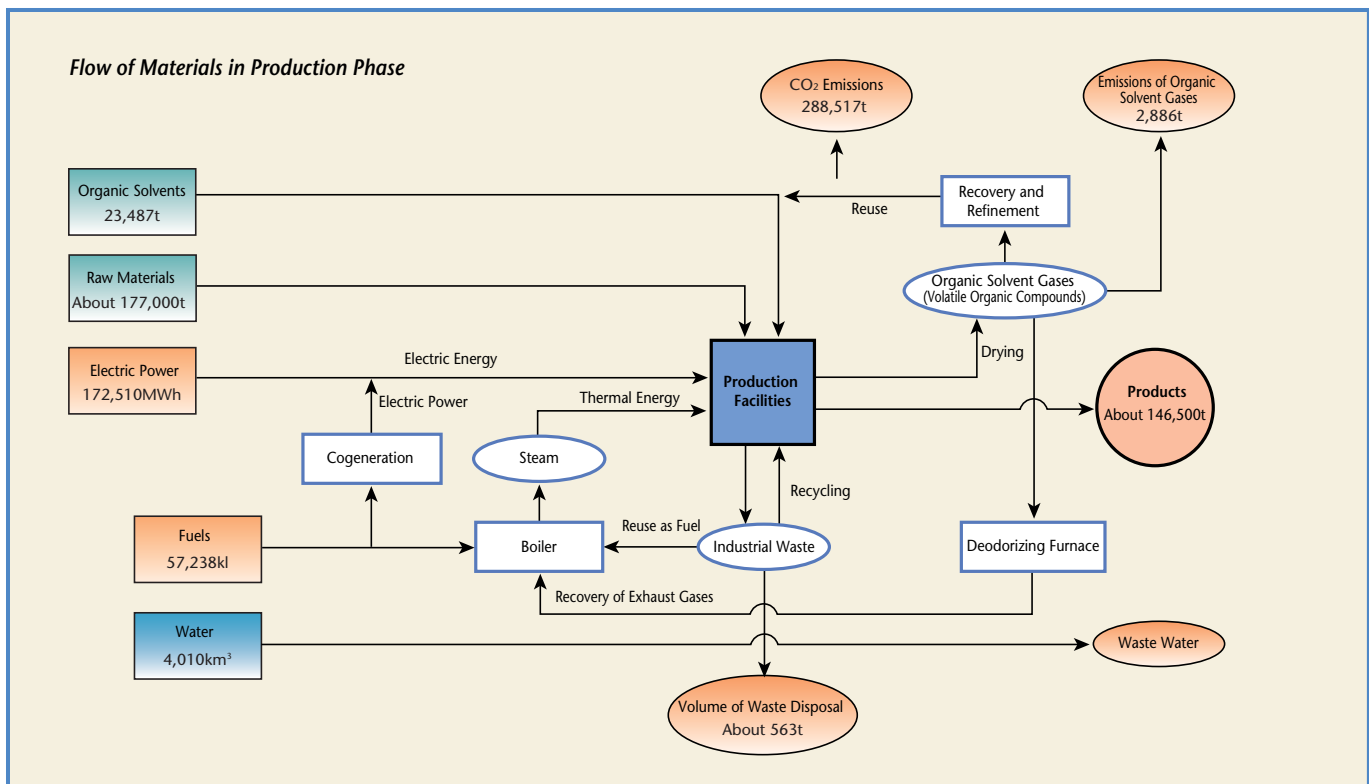 Flow of Materials in Production Phase
CO₂ Emissions
288,517t
Emissions of Organic
Solvent Gases
2,886t
Organic Solvents
23,487t
Recovery and
Refinement
Reuse
Raw Materials
About 177,000t
Organic Solvent Gases
(Volatile Organic Compounds)
Electric Power
172,510MWh
Electric Energy
Electric Power
Thermal Energy
Production
Facilities
Drying
Products
About 146,500t
Cogeneration
Steam
Recycling
Fuels
57,238kl
Boiler
Reuse as Fuel
Industrial Waste
Deodorizing Furnace
Recovery of Exhaust Gases
Water
4,010km³
Waste Water
Volume of Waste Disposal
About 563t